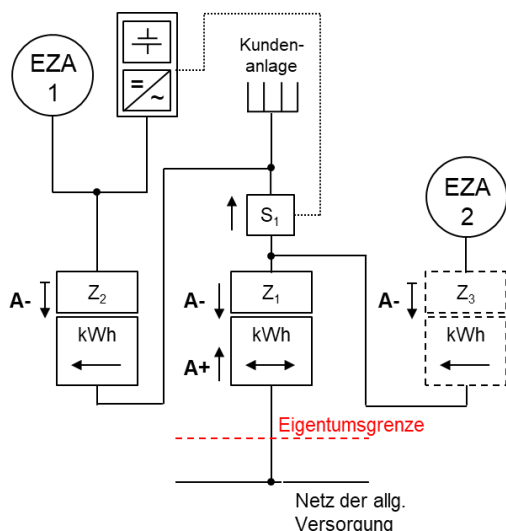 EZA
1
=
~
Kunden-
anlage
EZA
2
S₁
A-
Z₂
kWh
A-
Z₁
A+
kWh
A-
Z₃
kWh
Eigentumsgrenze
Netz der allg.
Versorgung